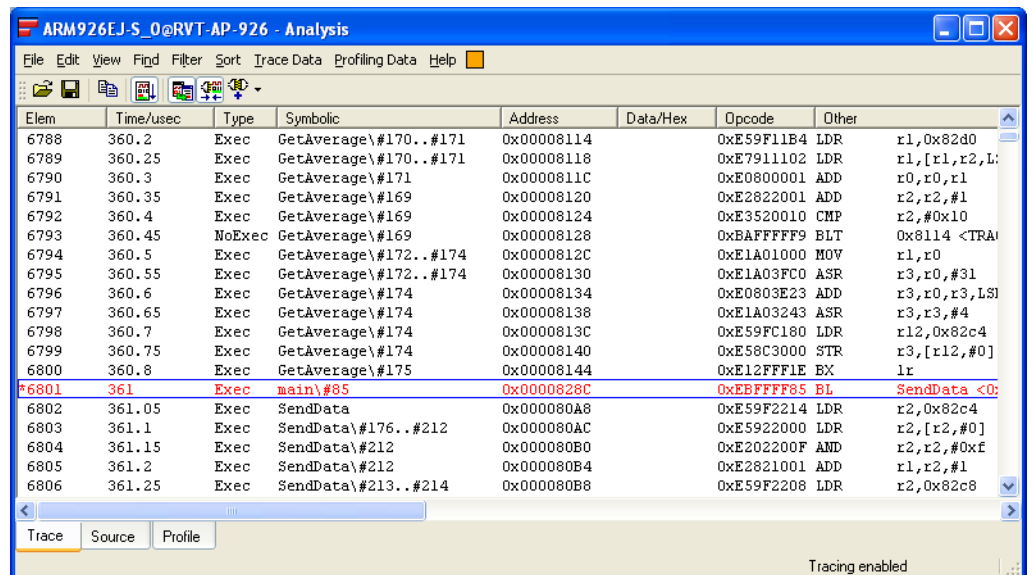 ARM926EJ-S_0@RVT-AP-926 - Analysis
File Edit View Find Filter Sort Trace Data Profiling Data Help
Elem Time/usec Type Symbolic Address Data/Hex Opcode Other
6788 360.2 Exec GetAverage\#170..#171 0x00008114 0xE59F11B4 LDR r1,0x82d0
6789 360.25 Exec GetAverage\#170..#171 0x00008118 0xE7911102 LDR r1,[r1,r2,L
6790 360.3 Exec GetAverage\#171 0x0000811C 0xE0800001 ADD r0,r0,r1
6791 360.35 Exec GetAverage\#169 0x00008120 0xE2822001 ADD r2,r2,#1
6792 360.4 Exec GetAverage\#169 0x00008124 0xE3520010 CMP r2,#0x10
6793 360.45 NoExec GetAverage\#169 0x00008128 0xBAFFFFF9 BLT 0x8114 <TRA
6794 360.5 Exec GetAverage\#172..#174 0x0000812C 0xE1A01000 MOV r1,r0
6795 360.55 Exec GetAverage\#172..#174 0x00008130 0xE1A03FC0 ASR r3,r0,#31
6796 360.6 Exec GetAverage\#174 0x00008134 0xE0803E23 ADD r3,r0,r3,LS
6797 360.65 Exec GetAverage\#174 0x00008138 0xE1A03243 ASR r3,r3,#4
6798 360.7 Exec GetAverage\#174 0x0000813C 0xE59FC180 LDR r12,0x82c4
6799 360.75 Exec GetAverage\#174 0x00008140 0xE58C3000 STR r3,[r12,#0]
6800 360.8 Exec GetAverage\#175 0x00008144 0xE12FFF1E BX lr
*6801 361 Exec main\#85 0x0000828C 0xEBFFFF85 BL SendData <0
6802 361.05 Exec SendData 0x000080A8 0xE59F2214 LDR r2,0x82c4
6803 361.1 Exec SendData\#176..#212 0x000080AC 0xE5922000 LDR r2,[r2,#0]
6804 361.15 Exec SendData\#212 0x000080B0 0xE202200F AND r2,r2,#0xf
6805 361.2 Exec SendData\#212 0x000080B4 0xE2821001 ADD r1,r2,#1
6806 361.25 Exec SendData\#213..#214 0x000080B8 0xE59F2208 LDR r2,0x82c8
Trace Source Profile
Tracing enabled